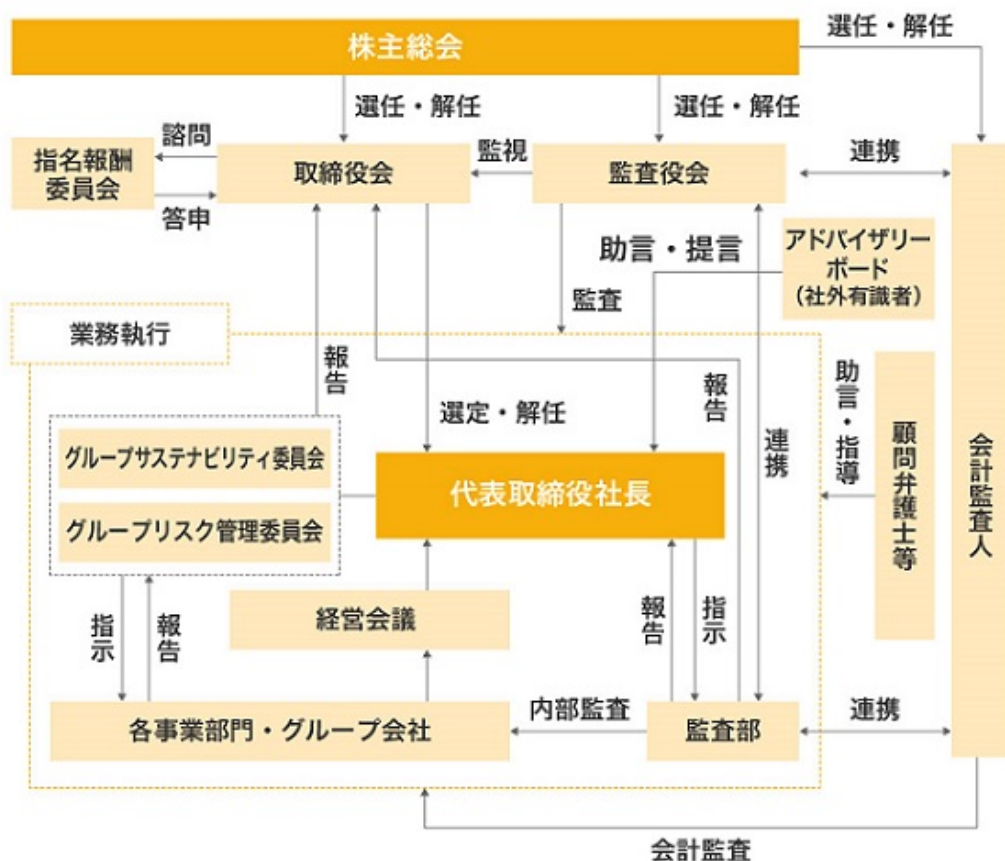 株主総会
選任・解任
選任・解任
選任・解任
諮問
指名報酬
委員会
答申
取締役会
監視
監査役会
連携
助言・提言
アドバイザリー
ボード
（社外有識者）
監査
業務執行
報告
選定・解任
報告
連携
助言・指導
顧問弁護士等
会計監査人
グループサステナビリティ委員会
グループリスク管理委員会
代表取締役社長
経営会議
指示
報告
報告
指示
各事業部門・グループ会社
内部監査
監査部
連携
会計監査